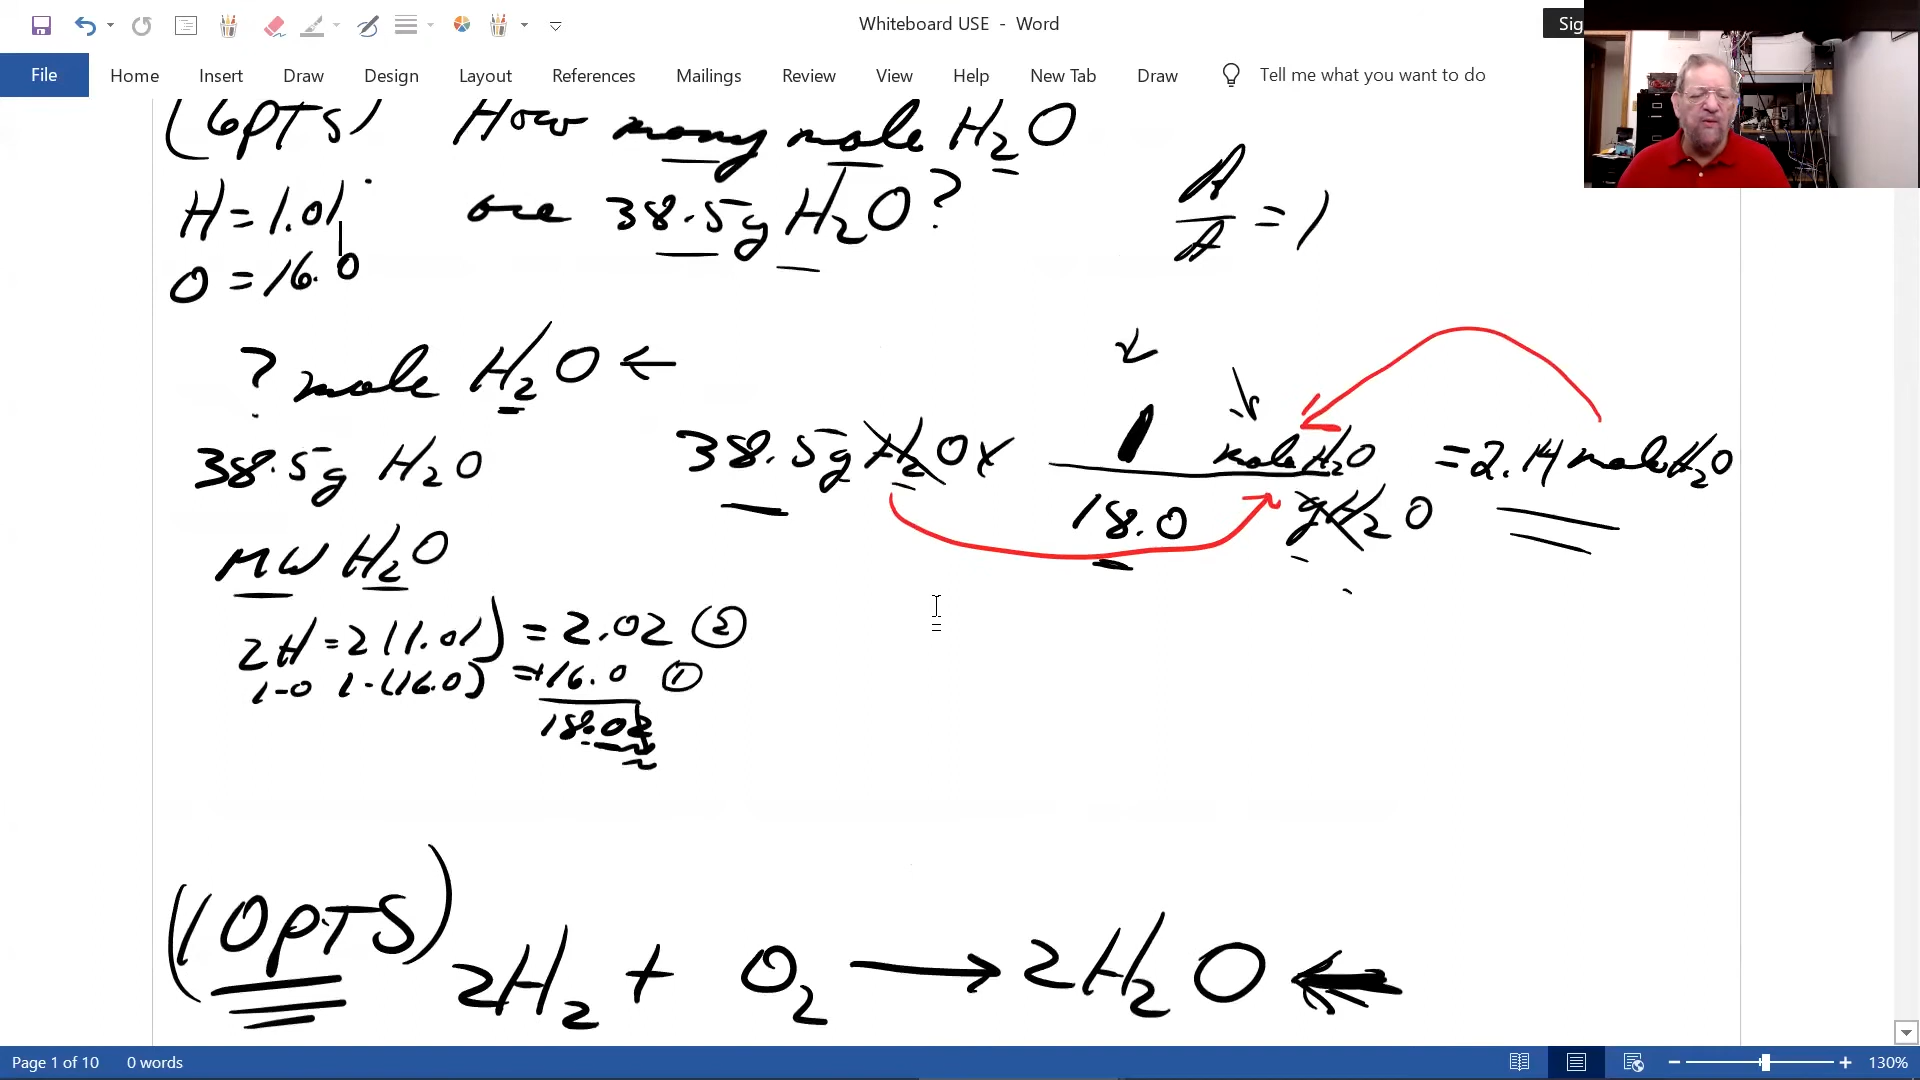 Whiteboard USE - Word
Sig
File Home Insert Draw Design Layout References Mailings Review View Help New Tab Draw Tell me what you want to do
(6PTS) How many mole H2O
H = 1.01 are 38.5g H2O?
A/A = 1
O = 16.0
? mole H2O ←
38.5g H2O
38.5g H2O x 1 mole H2O / 18.0 g H2O = 2.14 mole H2O
MW H2O
2H = 2(1.01) = 2.02 ②
1-O 1-(16.0) = +16.0 ①
18.02
(10PTS) 2H2 + O2 → 2H2O ←
Page 1 of 10 0 words 130%